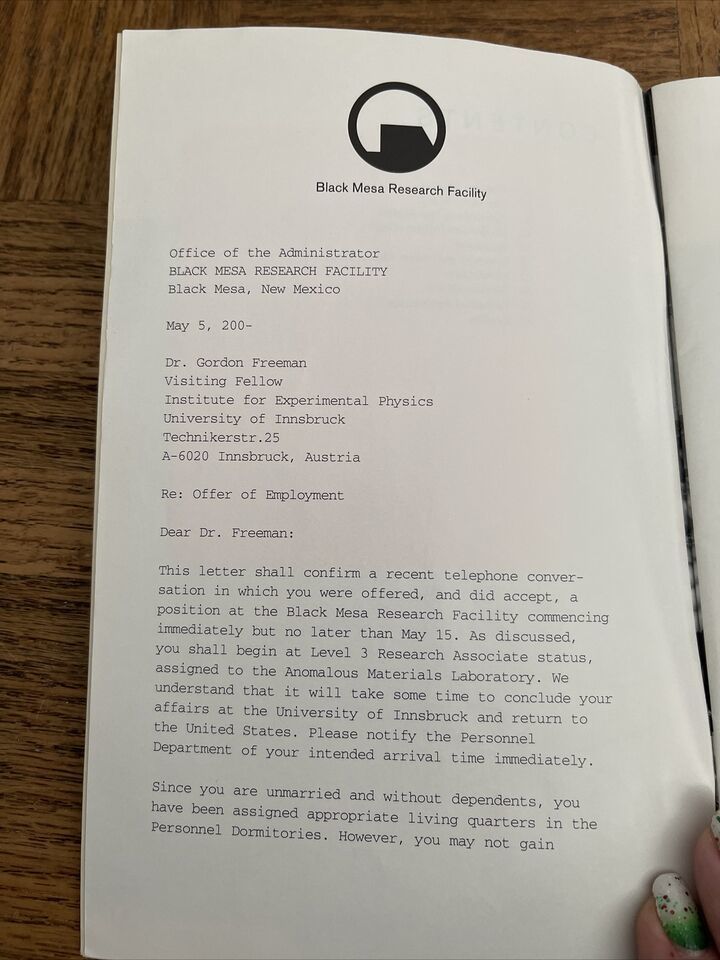 Black Mesa Research Facility
Office of the Administrator
BLACK MESA RESEARCH FACILITY
Black Mesa, New Mexico
May 5, 200-
Dr. Gordon Freeman
Visiting Fellow
Institute for Experimental Physics
University of Innsbruck
Technikerstr.25
A-6020 Innsbruck, Austria
Re: Offer of Employment
Dear Dr. Freeman:
This letter shall confirm a recent telephone conver-
sation in which you were offered, and did accept, a
position at the Black Mesa Research Facility commencing
immediately but no later than May 15. As discussed,
you shall begin at Level 3 Research Associate status,
assigned to the Anomalous Materials Laboratory. We
understand that it will take some time to conclude your
affairs at the University of Innsbruck and return to
the United States. Please notify the Personnel
Department of your intended arrival time immediately.
Since you are unmarried and without dependents, you
have been assigned appropriate living quarters in the
Personnel Dormitories. However, you may not gain